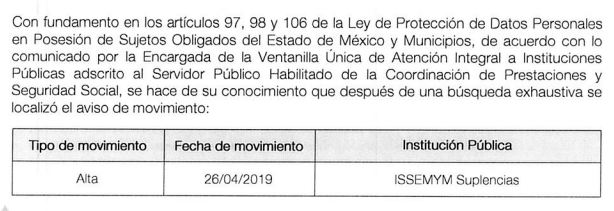 Con fundamento en los artículos 97, 98 y 106 de la Ley de Protección de Datos Personales
en Posesión de Sujetos Obligados del Estado de México y Municipios, de acuerdo con lo
comunicado por la Encargada de la Ventanilla Única de Atención Integral a Instituciones
Públicas adscrito al Servidor Público Habilitado de la Coordinación de Prestaciones y
Seguridad Social, se hace de su conocimiento que después de una búsqueda exhaustiva se
localizó el aviso de movimiento:
Tipo de movimiento Fecha de movimiento Institución Pública
Alta 26/04/2019 ISSEMYM Suplencias